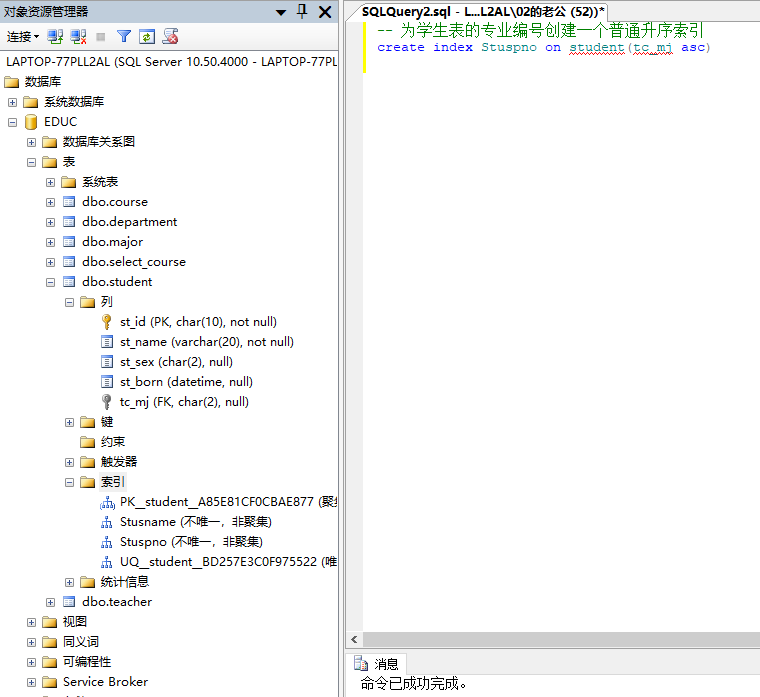 对象资源管理器
连接
LAPTOP-77PLL2AL (SQL Server 10.50.4000 - LAPTOP-77PL
数据库
系统数据库
EDUC
数据库关系图
表
系统表
dbo.course
dbo.department
dbo.major
dbo.select_course
dbo.student
列
st_id (PK, char(10), not null)
st_name (varchar(20), not null)
st_sex (char(2), null)
st_born (datetime, null)
tc_mj (FK, char(2), null)
键
约束
触发器
索引
PK__student__A85E81CF0CBAE877 (聚
Stusname (不唯一，非聚集)
Stuspno (不唯一，非聚集)
UQ__student__BD257E3C0F975522 (唯
统计信息
dbo.teacher
视图
同义词
可编程性
Service Broker
SQLQuery2.sql - L...L2AL\02的老公 (52))*
-- 为学生表的专业编号创建一个普通升序索引
create index Stuspno on student(tc_mj asc)
消息
命令已成功完成。